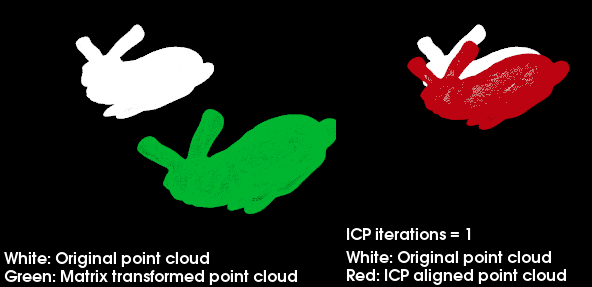 White: Original point cloud
Green: Matrix transformed point cloud
ICP iterations = 1
White: Original point cloud
Red: ICP aligned point cloud